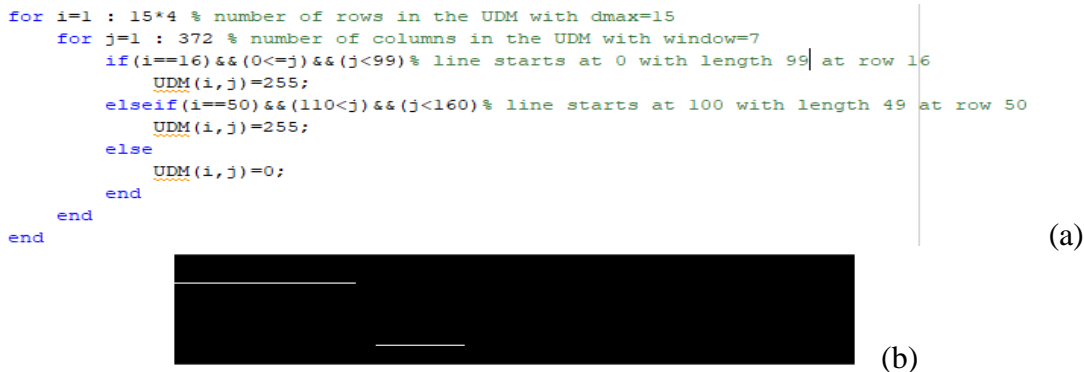 for i=1 : 15*4 % number of rows in the UDM with dmax=15
for j=1 : 372 % number of columns in the UDM with window=7
if(i==16)&&(0<=j)&&(j<99)% line starts at 0 with length 99 at row 16
UDM(i,j)=255;
elseif(i==50)&&(110<j)&&(j<160)% line starts at 100 with length 49 at row 50
UDM(i,j)=255;
else
UDM(i,j)=0;
end
end
end
(a)
(b)